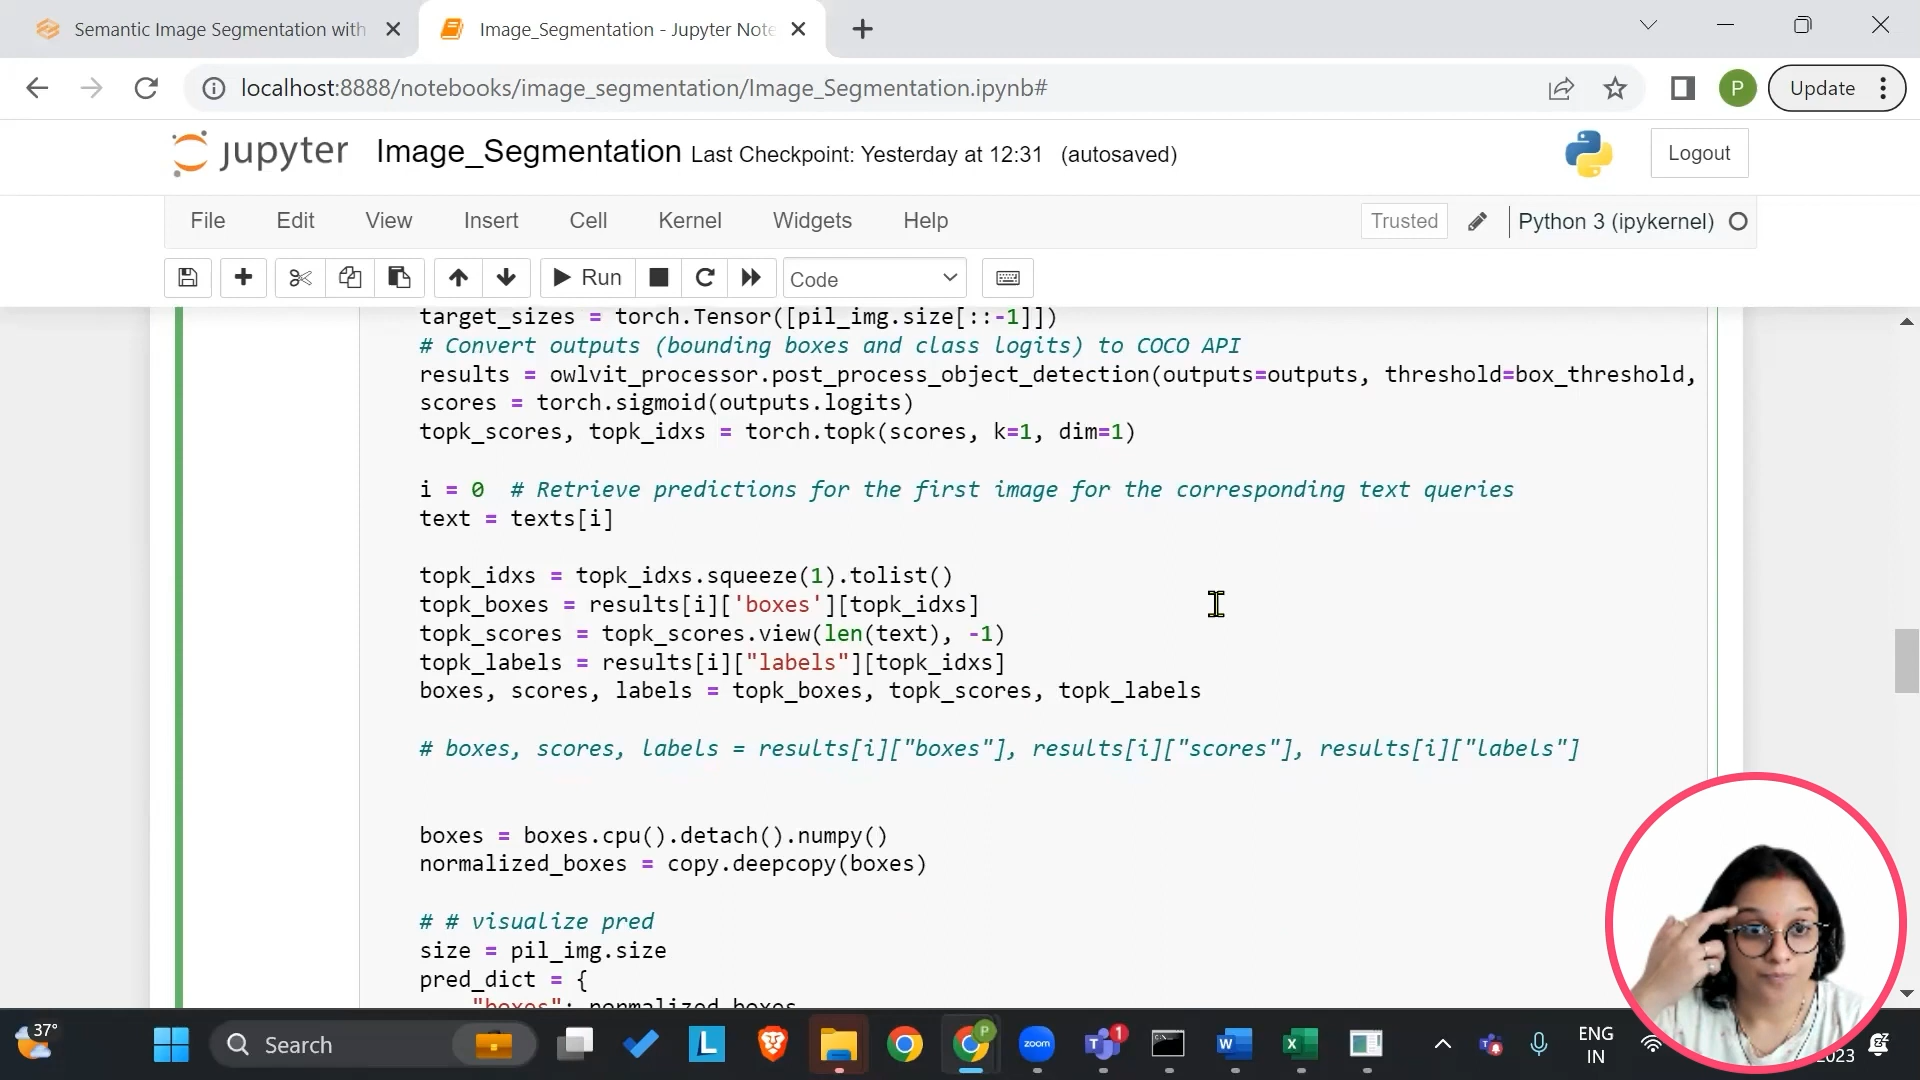 Semantic Image Segmentation with
Image_Segmentation - Jupyter Note
localhost:8888/notebooks/image_segmentation/Image_Segmentation.ipynb#
P
Update
jupyter Image_Segmentation Last Checkpoint: Yesterday at 12:31 (autosaved)
Logout
File Edit View Insert Cell Kernel Widgets Help
Trusted
Python 3 (ipykernel)
Run
Code
target_sizes = torch.Tensor([pil_img.size[::-1]])
# Convert outputs (bounding boxes and class logits) to COCO API
results = owlvit_processor.post_process_object_detection(outputs=outputs, threshold=box_threshold,
scores = torch.sigmoid(outputs.logits)
topk_scores, topk_idxs = torch.topk(scores, k=1, dim=1)
i = 0  # Retrieve predictions for the first image for the corresponding text queries
text = texts[i]
topk_idxs = topk_idxs.squeeze(1).tolist()
topk_boxes = results[i]['boxes'][topk_idxs]
topk_scores = topk_scores.view(len(text), -1)
topk_labels = results[i]["labels"][topk_idxs]
boxes, scores, labels = topk_boxes, topk_scores, topk_labels
# boxes, scores, labels = results[i]["boxes"], results[i]["scores"], results[i]["labels"]
boxes = boxes.cpu().detach().numpy()
normalized_boxes = copy.deepcopy(boxes)
# # visualize pred
size = pil_img.size
pred_dict = {
"boxes": normalized_boxes
37°
Search
L
P
zoom
T
1
W
X
ENG
IN
2023